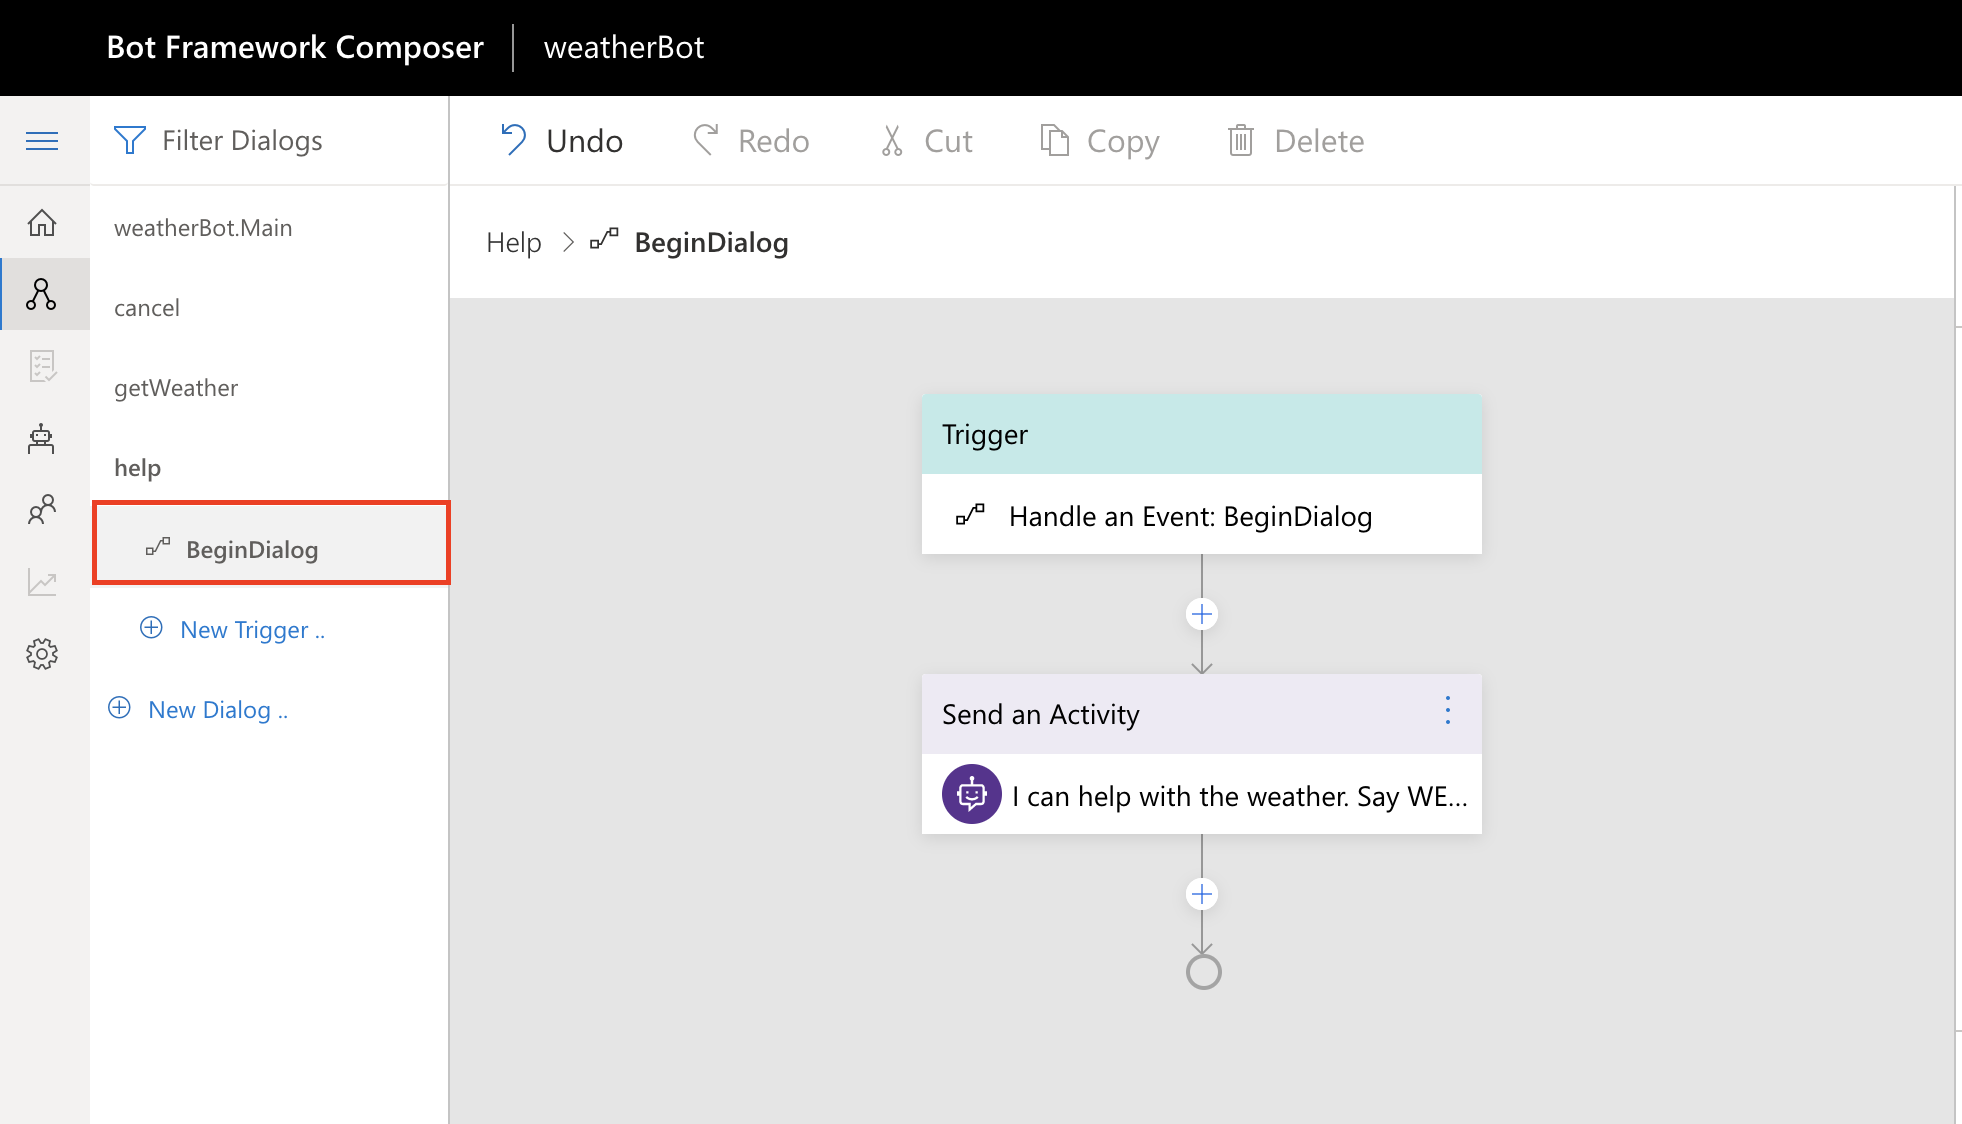 Bot Framework Composer | weatherBot
Filter Dialogs
Undo Redo Cut Copy Delete
weatherBot.Main
cancel
getWeather
help
BeginDialog
New Trigger ..
New Dialog ..
Help > BeginDialog
Trigger
Handle an Event: BeginDialog
Send an Activity
I can help with the weather. Say WE...